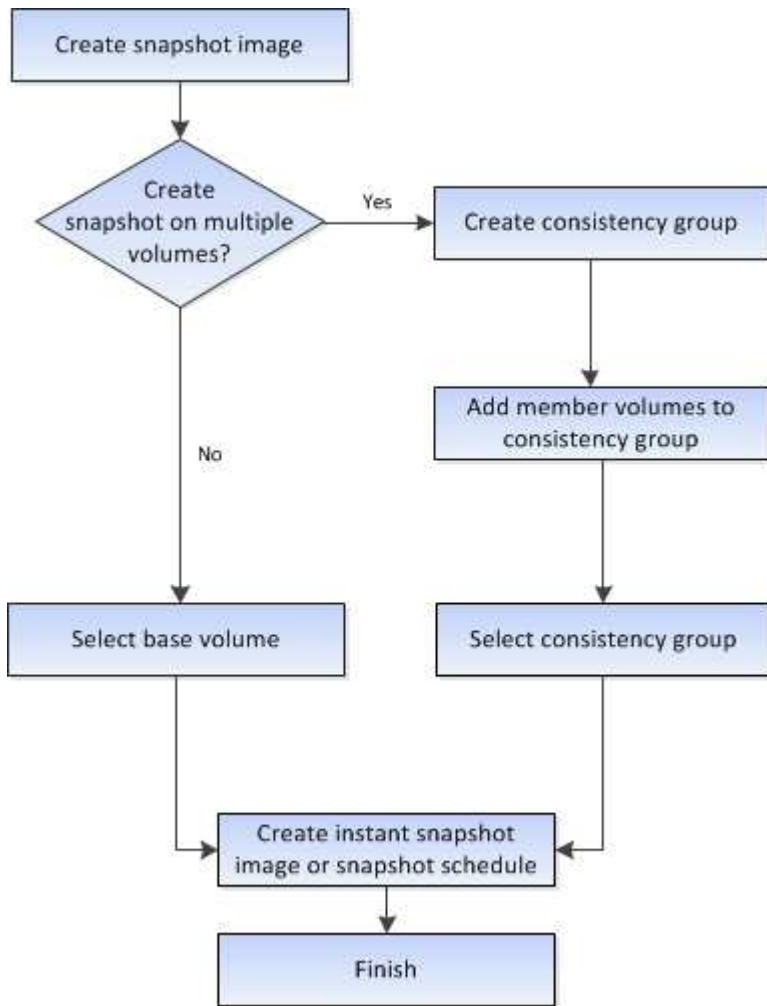 Create snapshot image
Create
snapshot on multiple
volumes?
Yes
Create consistency group
Add member volumes to
consistency group
No
Select base volume
Select consistency group
Create instant snapshot
image or snapshot schedule
Finish